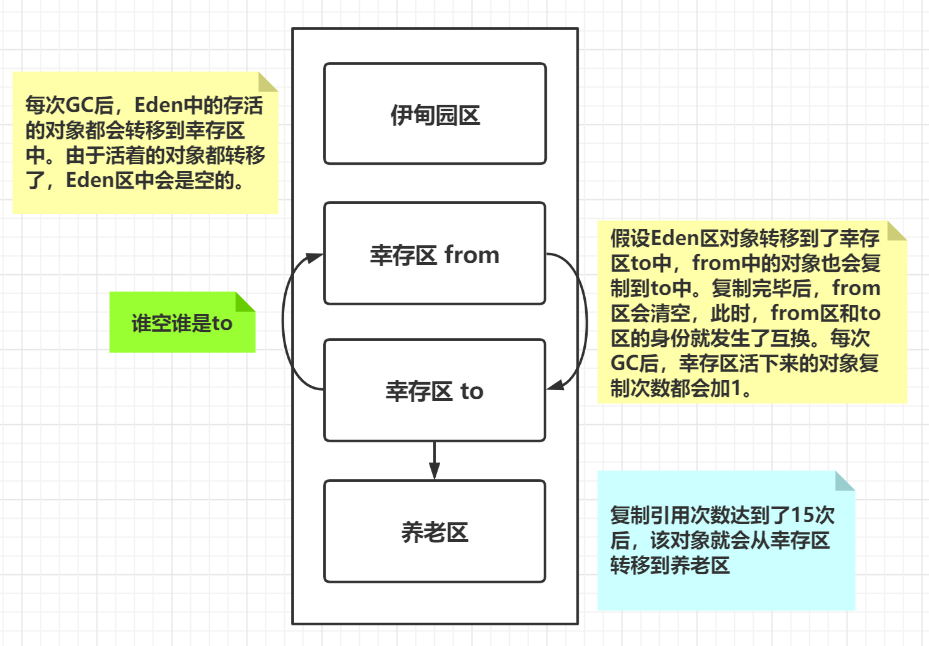 每次GC后，Eden中的存活
的对象都会转移到幸存区
中。由于活着的对象都转移
了，Eden区中会是空的。
伊甸园区
幸存区 from
谁空谁是to
幸存区 to
假设Eden区对象转移到了幸存
区to中，from中的对象也会复
制到to中。复制完毕后，from
区会清空，此时，from区和to
区的身份就发生了互换。每次
GC后，幸存区活下来的对象复
制次数都会加1。
养老区
复制引用次数达到了15次
后，该对象就会从幸存区
转移到养老区